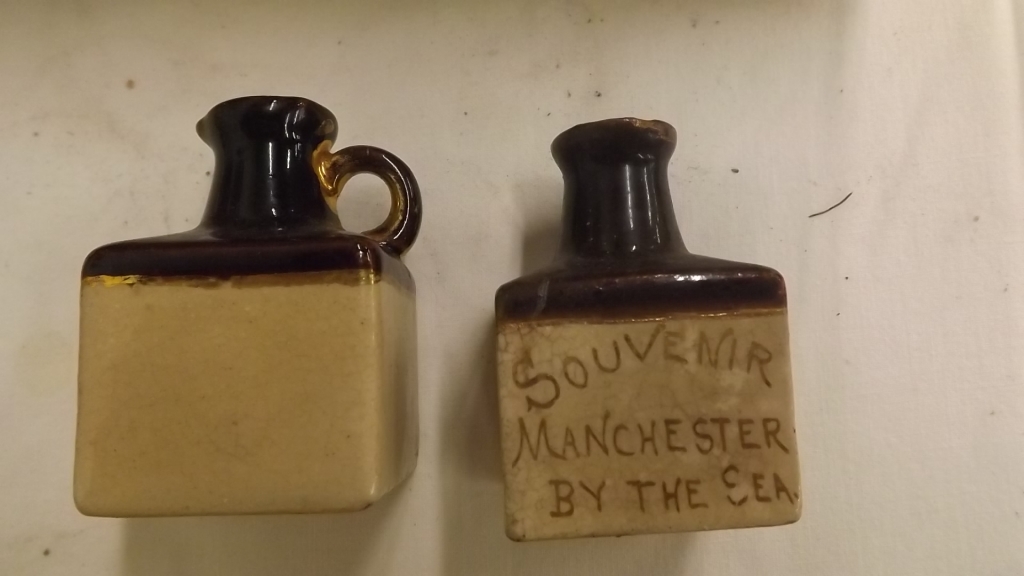 SOUVENIR
MANCHESTER
BY THE SEA.